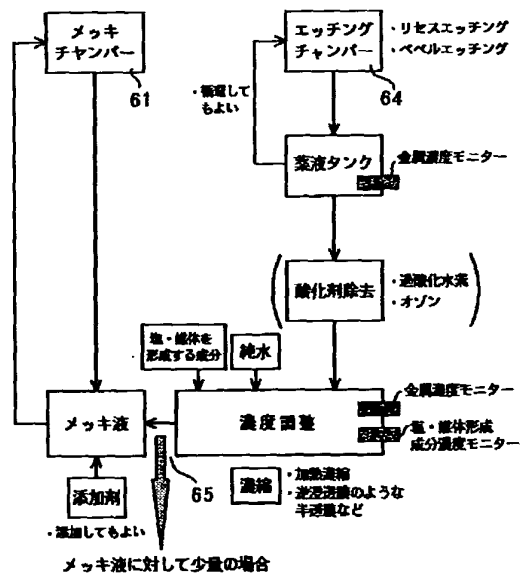 メッキ
チャンバー
61
エッチング
チャンバー
64
・リセスエッチング
・ベベルエッチング
・循環して
もよい
薬液タンク
金属濃度モニター
酸化剤除去
・過酸化水素
・オゾン
塩・錯体を
形成する成分
純水
メッキ液
濃度調整
金属濃度モニター
塩・錯体形成
成分濃度モニター
65
添加剤
・添加してもよい
濃縮
・加熱濃縮
・逆浸透膜のような
半透膜など
メッキ液に対して少量の場合